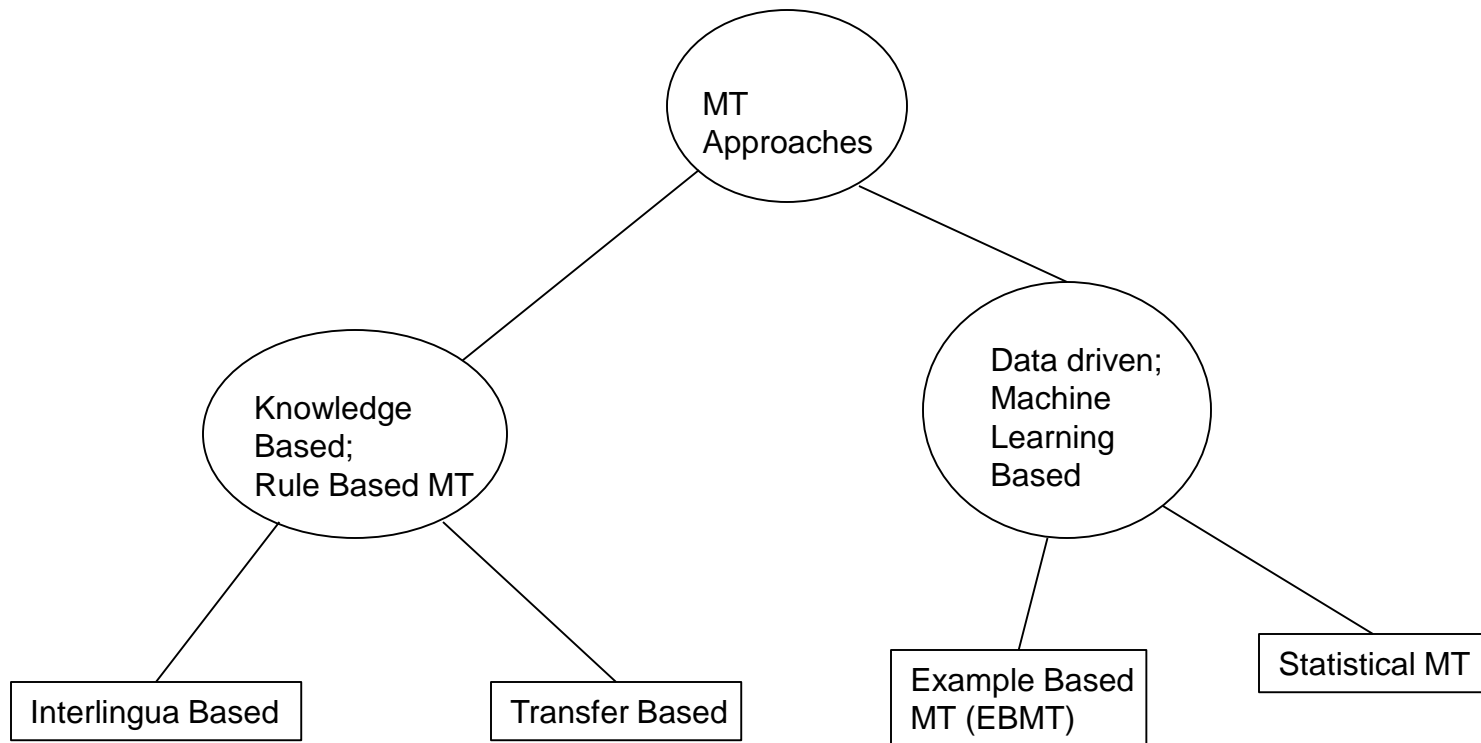 MT
Approaches
Knowledge
Based;
Rule Based MT
Data driven;
Machine
Learning
Based
Interlingua Based
Transfer Based
Example Based
MT (EBMT)
Statistical MT